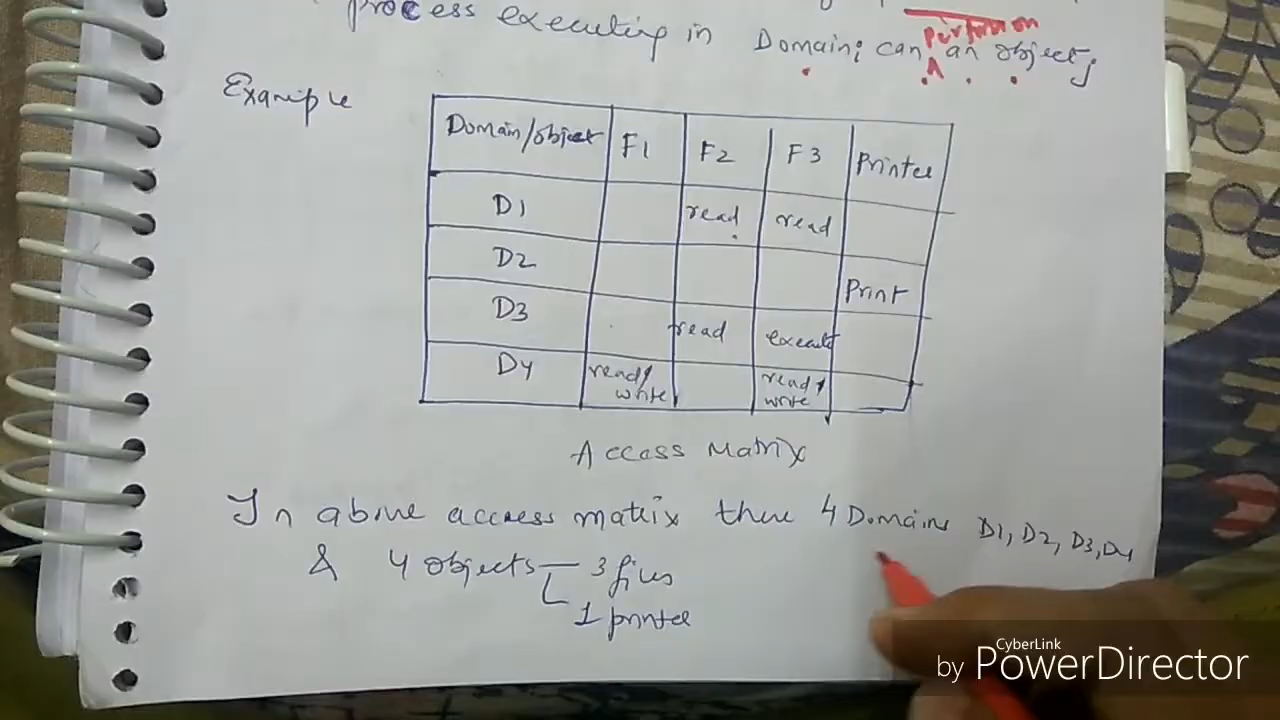 perform
process executing in Domain i can an object j
Example
Domain/object F1 F2 F3 Printer
D1 read read
D2 Print
D3 read execute
D4 read/write read/write
Access Matrix
In above access matrix there 4 Domains D1, D2, D3, D4
& 4 objects 3 files
1 printer
CyberLink
by PowerDirector